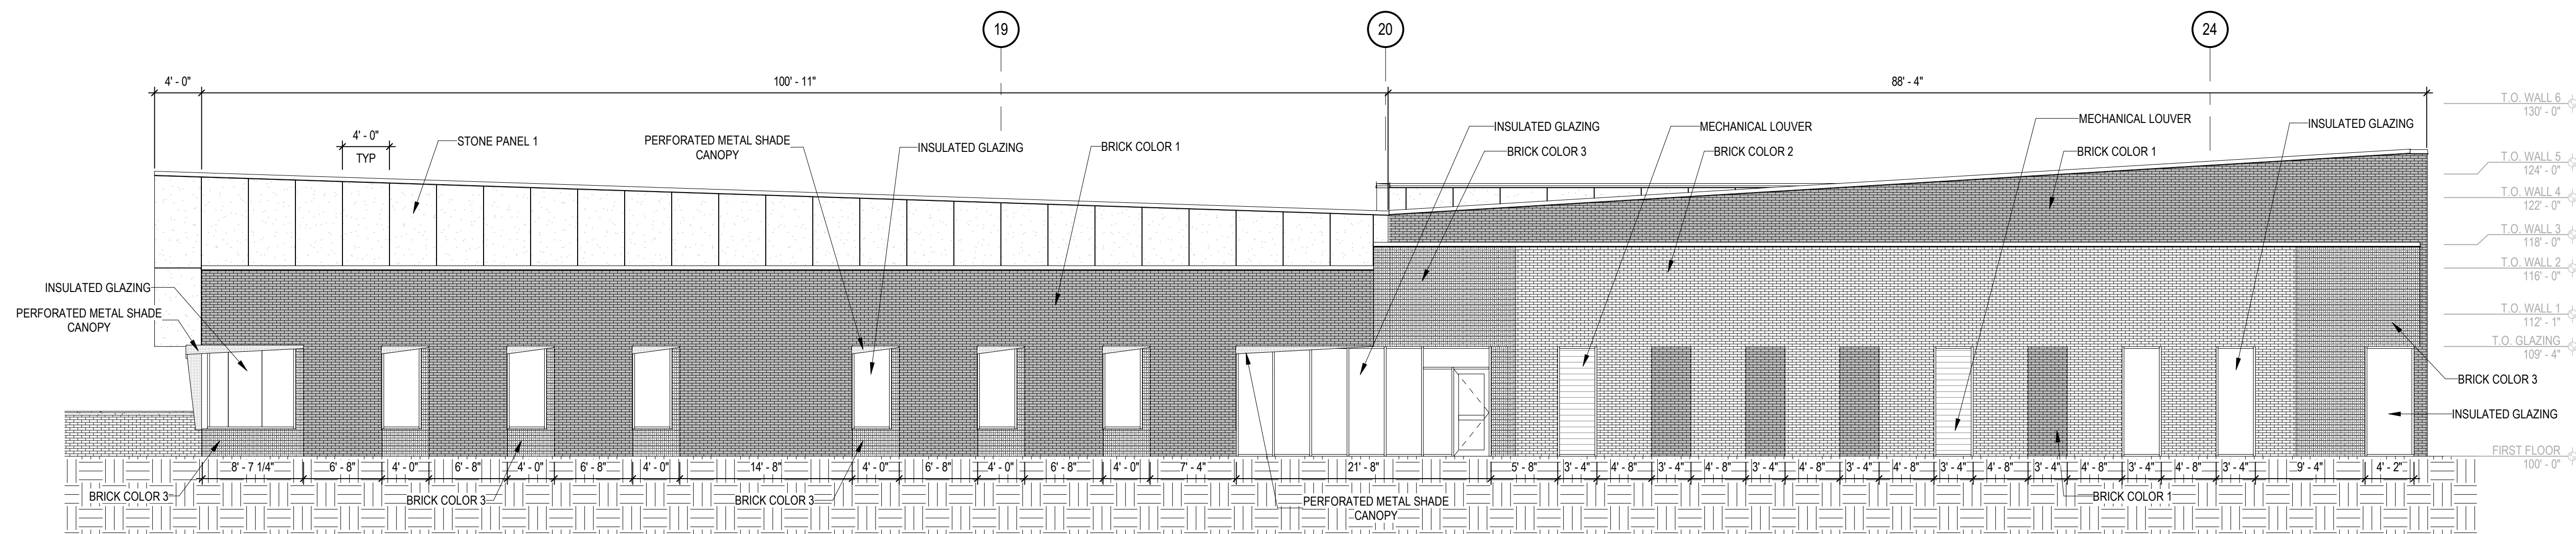 19
20
24
4' - 0"
100' - 11"
88' - 4"
T.O. WALL 6
130' - 0"
4' - 0"
TYP
STONE PANEL 1
PERFORATED METAL SHADE
CANOPY
INSULATED GLAZING
BRICK COLOR 1
INSULATED GLAZING
BRICK COLOR 3
MECHANICAL LOUVER
BRICK COLOR 2
MECHANICAL LOUVER
BRICK COLOR 1
INSULATED GLAZING
T.O. WALL 5
124' - 0"
T.O. WALL 4
122' - 0"
T.O. WALL 3
118' - 0"
T.O. WALL 2
116' - 0"
T.O. WALL 1
112' - 1"
T.O. GLAZING
109' - 4"
INSULATED GLAZING
PERFORATED METAL SHADE
CANOPY
BRICK COLOR 3
INSULATED GLAZING
FIRST FLOOR
100' - 0"
8' - 7 1/4"
6' - 8"
4' - 0"
6' - 8"
4' - 0"
6' - 8"
4' - 0"
14' - 8"
4' - 0"
6' - 8"
4' - 0"
6' - 8"
4' - 0"
7' - 4"
21' - 8"
5' - 8"
3' - 4"
4' - 8"
3' - 4"
4' - 8"
3' - 4"
4' - 8"
3' - 4"
4' - 8"
3' - 4"
4' - 8"
3' - 4"
4' - 8"
3' - 4"
4' - 8"
3' - 4"
9' - 4"
4' - 2"
BRICK COLOR 3
BRICK COLOR 3
BRICK COLOR 3
PERFORATED METAL SHADE
CANOPY
BRICK COLOR 1